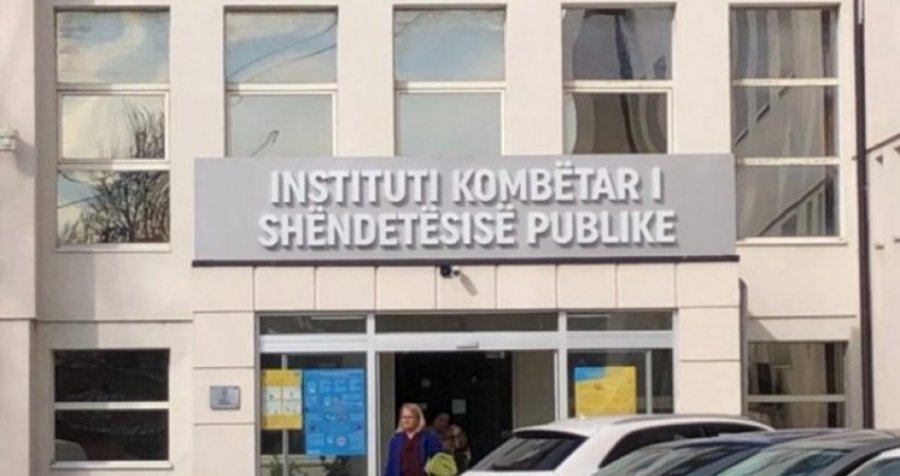 INSTITUTI KOMBËTAR I
SHËNDETËSISË PUBLIKE